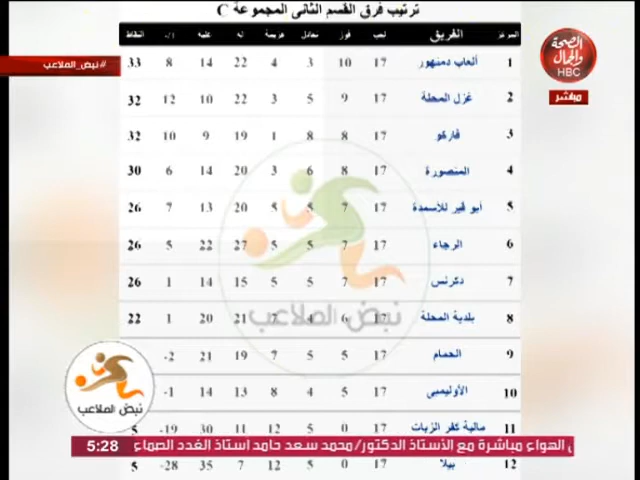 ترتيب فرق القسم الثانى المجموعة C
المركز الفريق لعب فوز تعادل هزيمة له عليه +/- النقاط
1 ألعاب دمنهور 17 10 3 4 22 14 8 33
2 غزل المحلة 17 9 5 3 22 10 12 32
3 فاركو 17 8 8 1 19 9 10 32
4 المنصورة 17 8 6 3 20 14 6 30
5 أبو قير للأسمدة 17 7 5 5 20 13 7 26
6 الرجاء 17 7 5 5 27 22 5 26
7 دكرنس 17 7 5 5 15 14 1 26
8 بلدية المحلة 17 6 4 7 21 20 1 22
9 الحمام 17 5 5 7 19 21 -2
10 الأوليمبى 17 5 4 8 13 14 -1
11 مالية كفر الزيات 17 0 5 12 11 30 -19 5
12 بيلا 17 0 5 12 7 35 -28 5
نبض الملاعب
الصحة والجمال
HBC
مباشر
#نبض_الملاعب
نبض الملاعب
الهواء مباشرة مع الأستاذ الدكتور/ محمد سعد حامد أستاذ الغدد الصماء
5:28